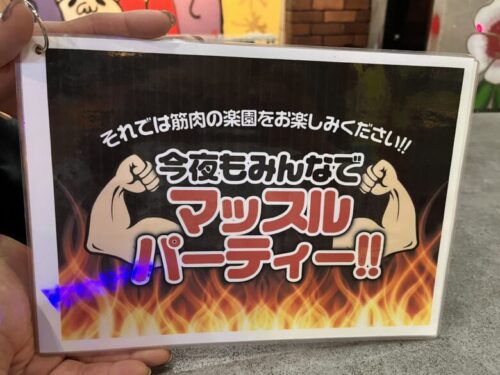 それでは筋肉の楽園をお楽しみください!!
今夜もみんなで
マッスル
パーティー!!